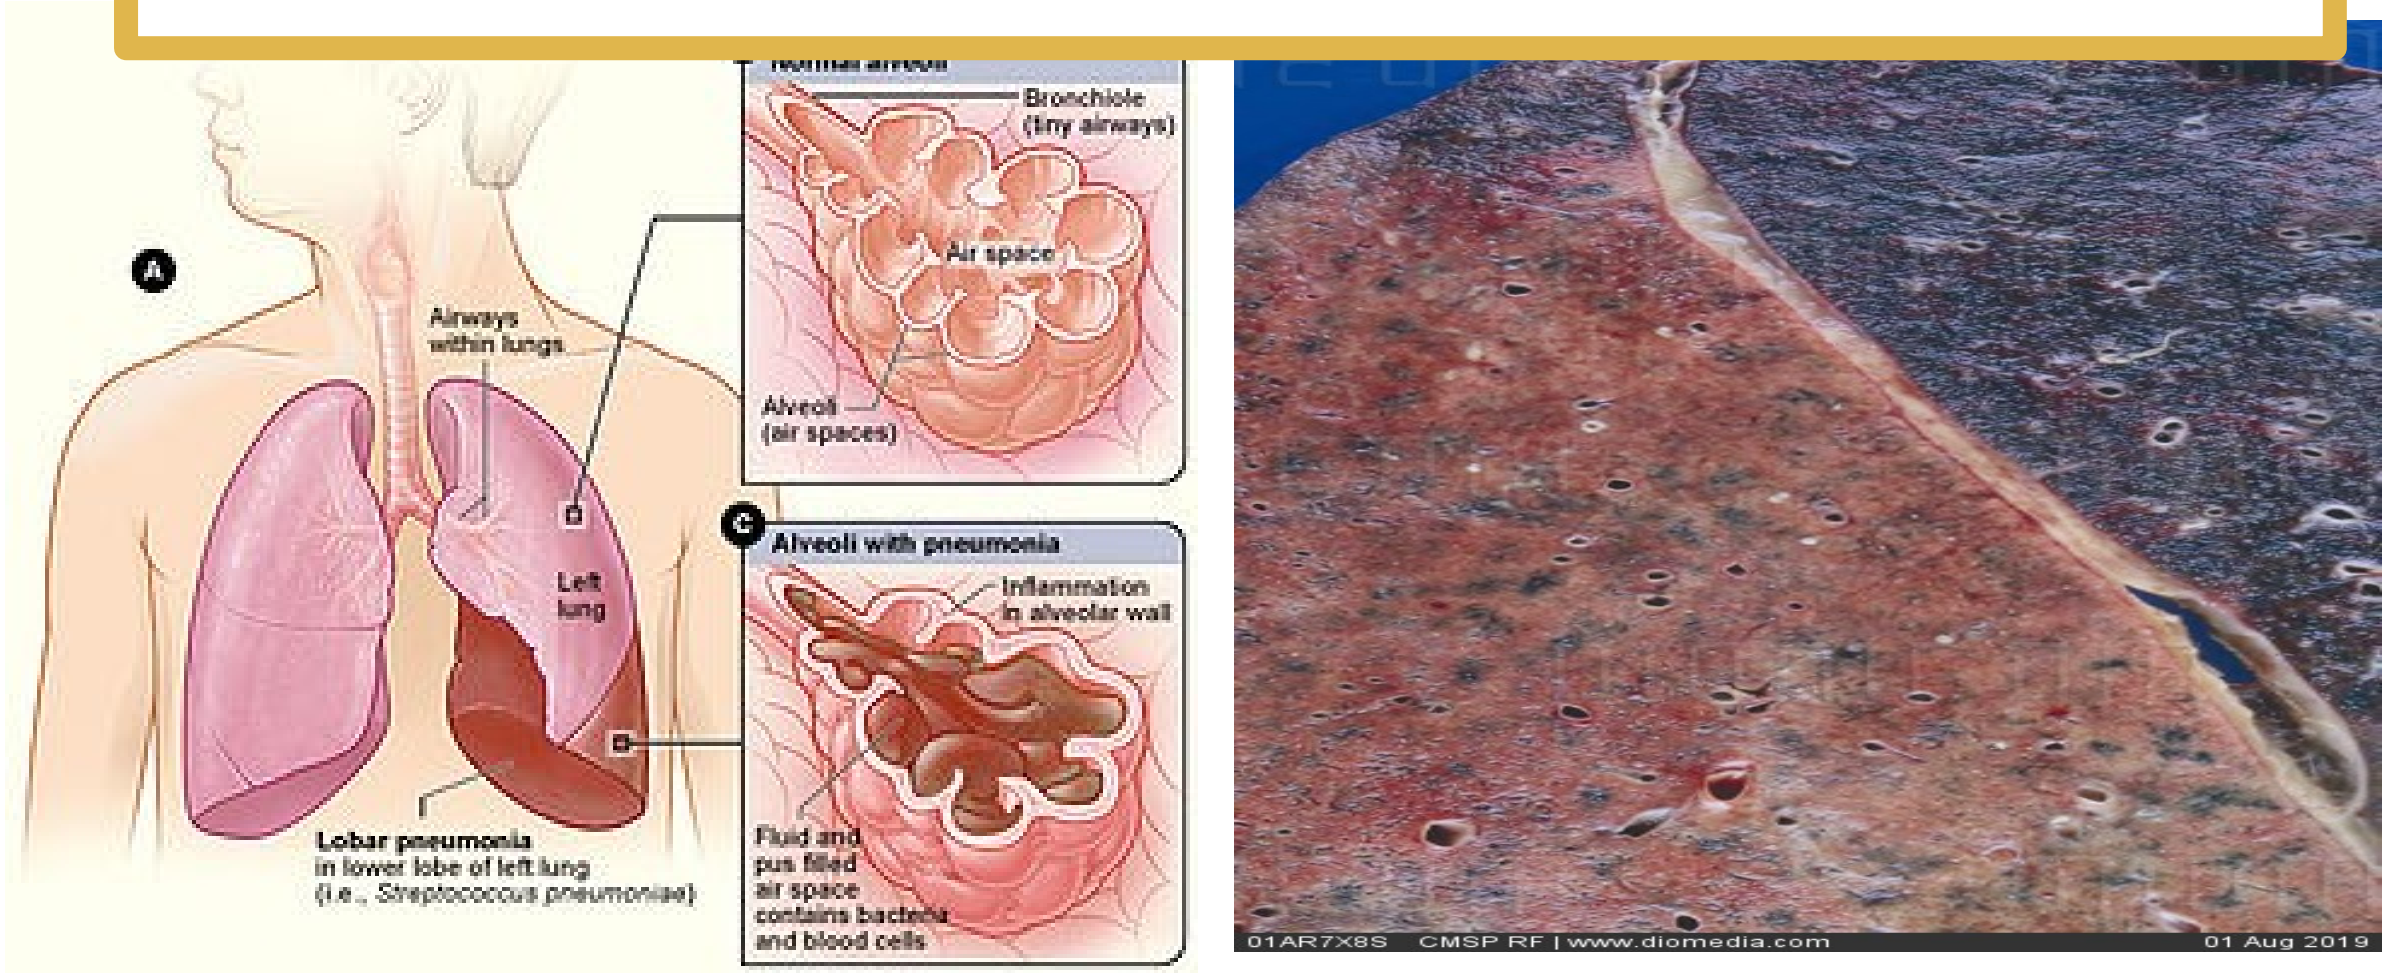 Normal alveoli
Bronchiole
(tiny airways)
Air space
Alveoli
(air spaces)
A
Airways
within lungs
Left
lung
Lobar pneumonia
in lower lobe of left lung
(i.e., Streptococcus pneumoniae)
C
Alveoli with pneumonia
Inflammation
in alveolar wall
Fluid and
pus filled
air space
contains bacteria
and blood cells
01AR7X8S CMSP RF | www.diomedia.com 01 Aug 2019